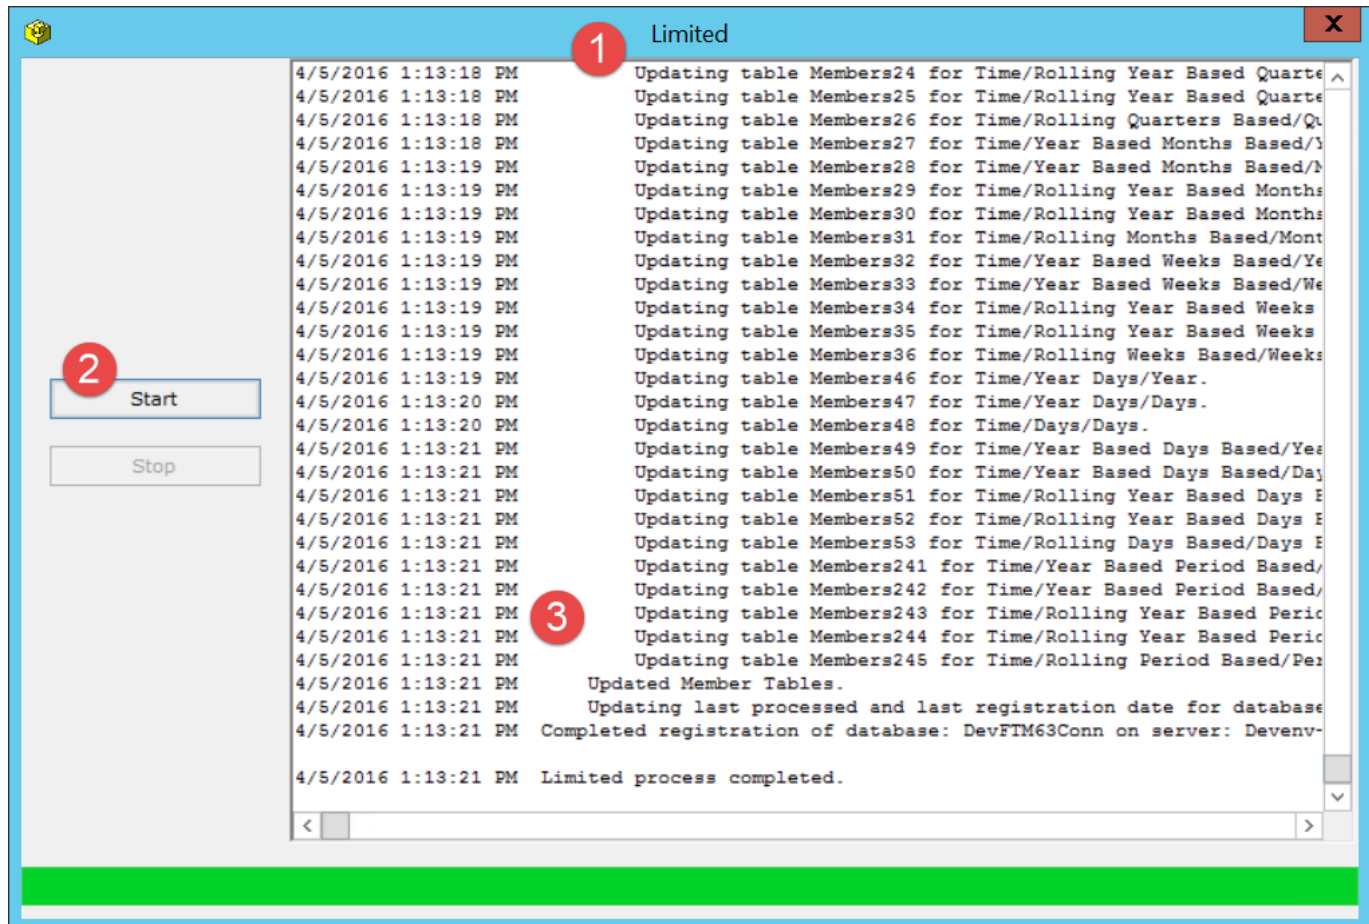 Limited
X
1
4/5/2016 1:13:18 PM Updating table Members24 for Time/Rolling Year Based Quarte
4/5/2016 1:13:18 PM Updating table Members25 for Time/Rolling Year Based Quarte
4/5/2016 1:13:18 PM Updating table Members26 for Time/Rolling Quarters Based/Qu
4/5/2016 1:13:18 PM Updating table Members27 for Time/Year Based Months Based/Y
4/5/2016 1:13:19 PM Updating table Members28 for Time/Year Based Months Based/M
4/5/2016 1:13:19 PM Updating table Members29 for Time/Rolling Year Based Months
4/5/2016 1:13:19 PM Updating table Members30 for Time/Rolling Year Based Months
4/5/2016 1:13:19 PM Updating table Members31 for Time/Rolling Months Based/Mont
4/5/2016 1:13:19 PM Updating table Members32 for Time/Year Based Weeks Based/Ye
4/5/2016 1:13:19 PM Updating table Members33 for Time/Year Based Weeks Based/We
4/5/2016 1:13:19 PM Updating table Members34 for Time/Rolling Year Based Weeks
4/5/2016 1:13:19 PM Updating table Members35 for Time/Rolling Year Based Weeks
4/5/2016 1:13:19 PM Updating table Members36 for Time/Rolling Weeks Based/Weeks
4/5/2016 1:13:19 PM Updating table Members46 for Time/Year Days/Year.
4/5/2016 1:13:20 PM Updating table Members47 for Time/Year Days/Days.
4/5/2016 1:13:20 PM Updating table Members48 for Time/Days/Days.
4/5/2016 1:13:21 PM Updating table Members49 for Time/Year Based Days Based/Yea
4/5/2016 1:13:21 PM Updating table Members50 for Time/Year Based Days Based/Day
4/5/2016 1:13:21 PM Updating table Members51 for Time/Rolling Year Based Days B
4/5/2016 1:13:21 PM Updating table Members52 for Time/Rolling Year Based Days B
4/5/2016 1:13:21 PM Updating table Members53 for Time/Rolling Days Based/Days B
4/5/2016 1:13:21 PM Updating table Members241 for Time/Year Based Period Based/
4/5/2016 1:13:21 PM Updating table Members242 for Time/Year Based Period Based/
4/5/2016 1:13:21 PM Updating table Members243 for Time/Rolling Year Based Perio
4/5/2016 1:13:21 PM Updating table Members244 for Time/Rolling Year Based Perio
4/5/2016 1:13:21 PM Updating table Members245 for Time/Rolling Period Based/Per
4/5/2016 1:13:21 PM Updated Member Tables.
4/5/2016 1:13:21 PM Updating last processed and last registration date for database
4/5/2016 1:13:21 PM Completed registration of database: DevFTM63Conn on server: Devenv-
4/5/2016 1:13:21 PM Limited process completed.
2
Start
Stop
3